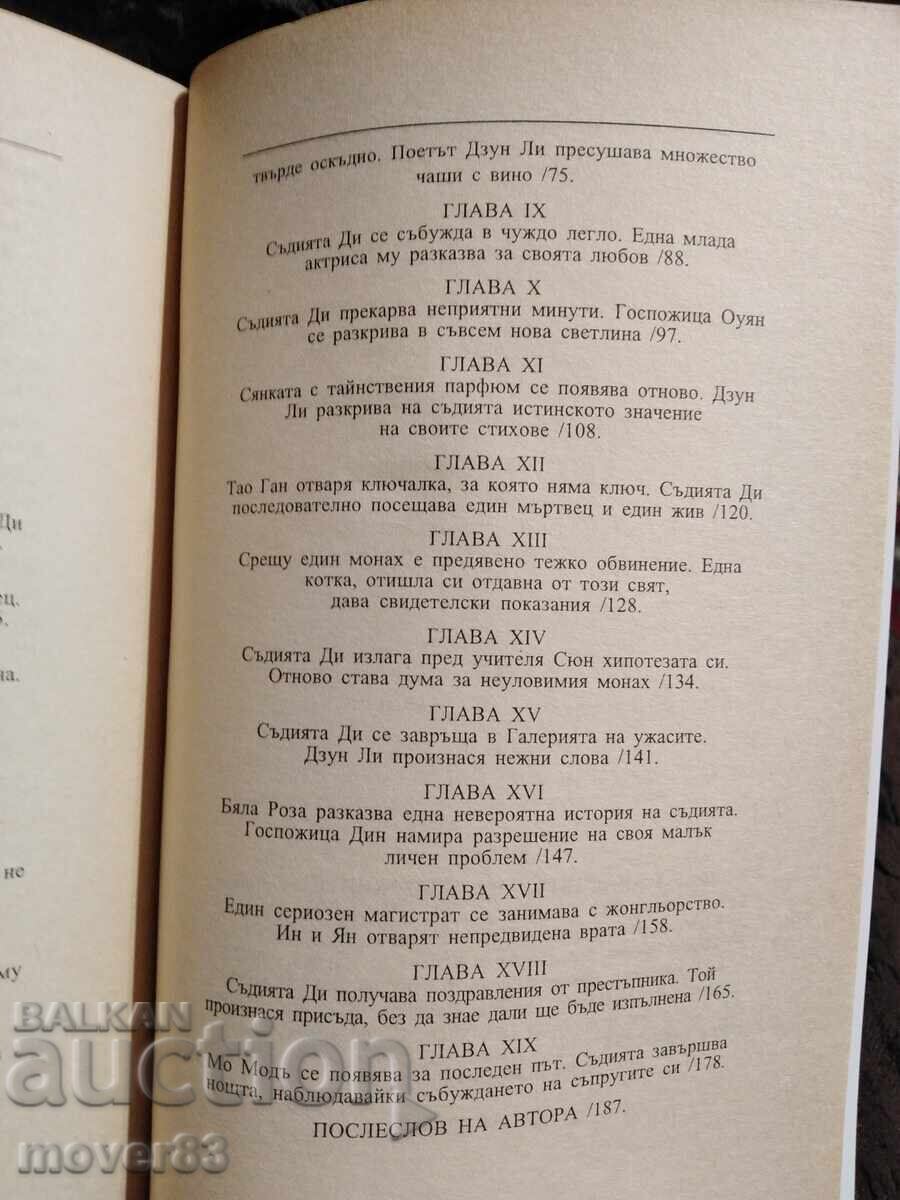 твърде оскъдно. Поетът Дзун Ли пресушава множество
чаши с вино /75.
ГЛАВА IX
Съдията Ди се събужда в чуждо легло. Една млада
актриса му разказва за своята любов /88.
ГЛАВА X
Съдията Ди прекарва неприятни минути. Госпожица Оуян
се разкрива в съвсем нова светлина /97.
ГЛАВА XI
Сянката с тайнствения парфюм се появява отново. Дзун
Ли разкрива на съдията истинското значение
на своите стихове /108.
ГЛАВА XII
Тао Ган отваря ключалка, за която няма ключ. Съдията Ди
последователно посещава един мъртвец и един жив /120.
ГЛАВА XIII
Срещу един монах е предявено тежко обвинение. Една
котка, отишла си отдавна от този свят,
дава свидетелски показания /128.
ГЛАВА XIV
Съдията Ди излага пред учителя Сюн хипотезата си.
Отново става дума за неуловимия монах /134.
ГЛАВА XV
Съдията Ди се завръща в Галерията на ужасите.
Дзун Ли произнася нежни слова /141.
ГЛАВА XVI
Бяла Роза разказва една невероятна история на съдията.
Госпожица Дин намира разрешение на своя малък
личен проблем /147.
ГЛАВА XVII
Един сериозен магистрат се занимава с жонгльорство.
Ин и Ян отварят непредвидена врата /158.
ГЛАВА XVIII
Съдията Ди получава поздравления от престъпника. Той
произнася присъда, без да знае дали ще бъде изпълнена /165.
ГЛАВА XIX
Мо Модъ се появява за последен път. Съдията завършва
нощта, наблюдавайки събуждането на съпругите си /178.
ПОСЛЕСЛОВ НА АВТОРА /187.
Ди
не
му
BALKAN
auction
mover83